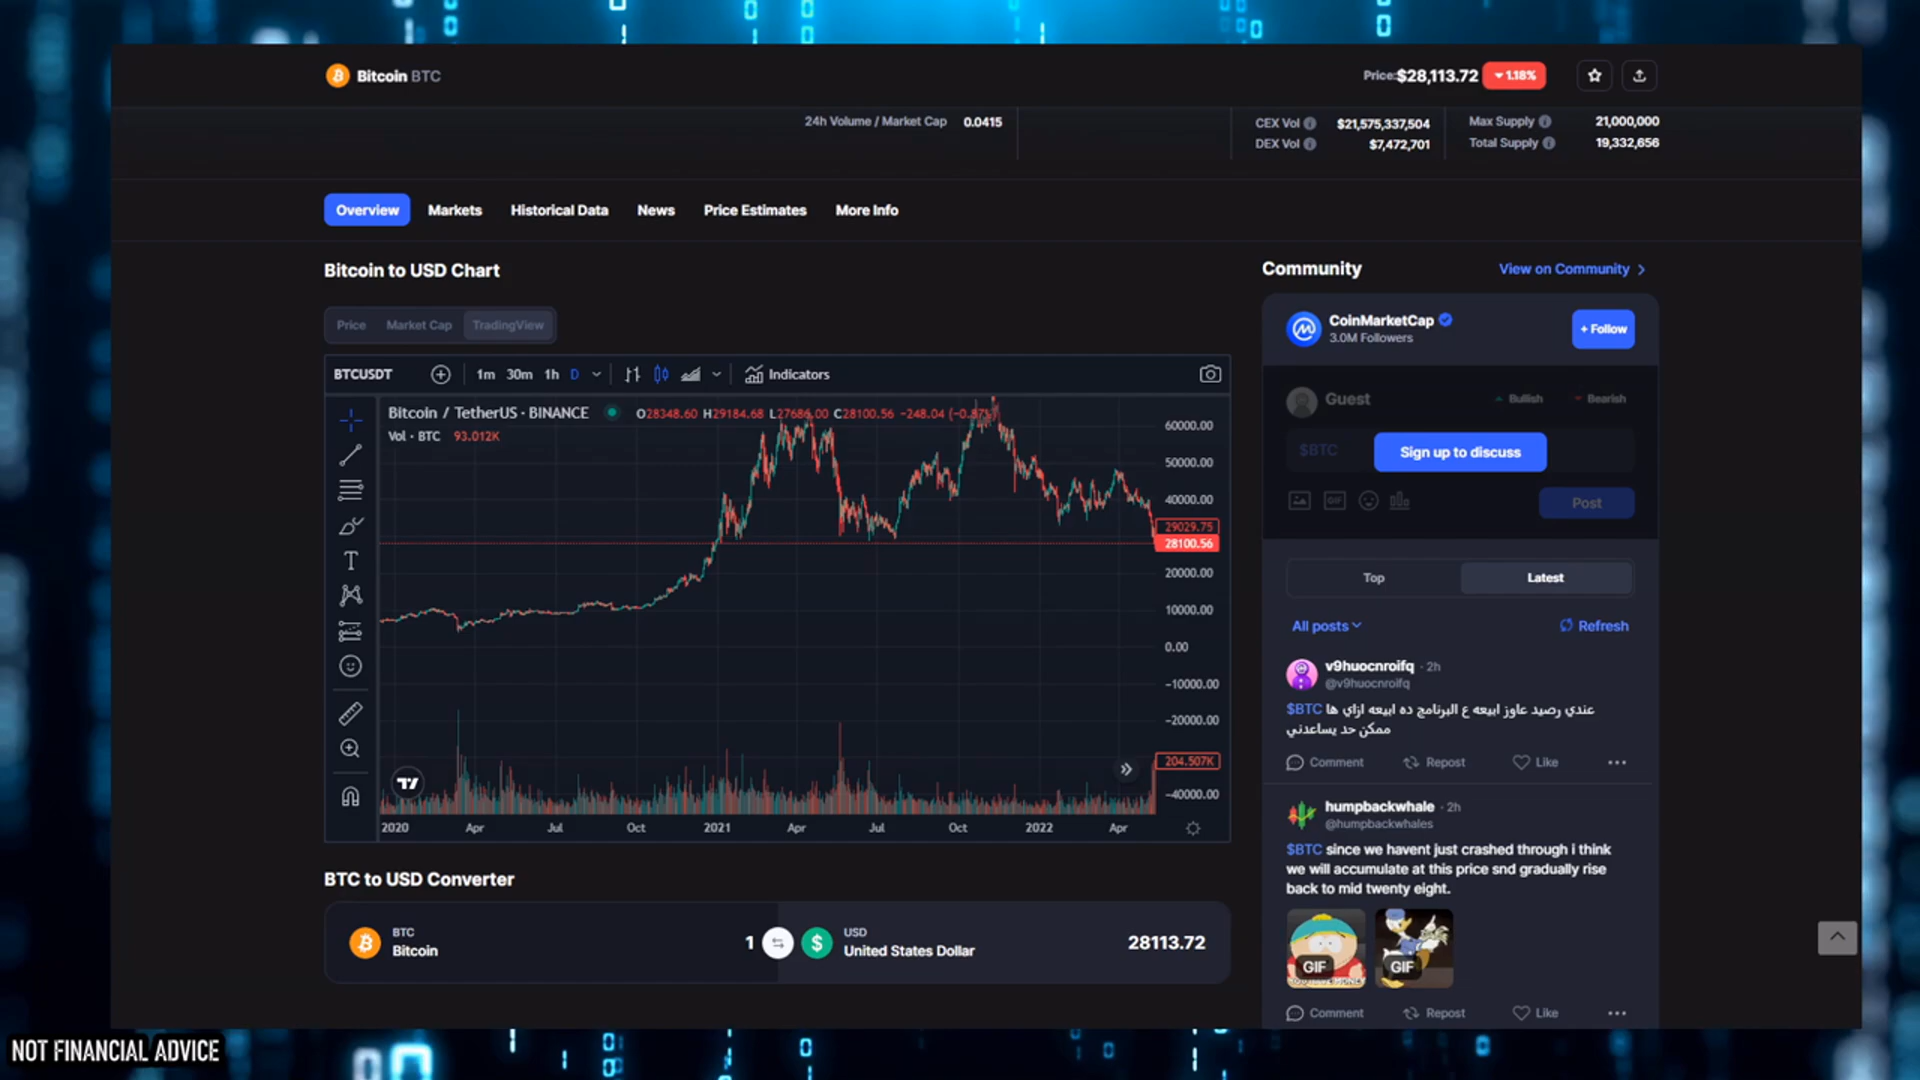 Bitcoin BTC
Price:$28,113.72 1.18%
24h Volume / Market Cap 0.0415
CEX Vol $21,575,337,504
DEX Vol $7,472,701
Max Supply 21,000,000
Total Supply 19,332,656
Overview Markets Historical Data News Price Estimates More Info
Bitcoin to USD Chart
Price Market Cap TradingView
BTCUSDT 1m 30m 1h D Indicators
Bitcoin / TetherUS · BINANCE O28348.60 H29184.68 L27686.00 C28100.56 −248.04 (−0.87%)
Vol · BTC 93.012K
60000.00
50000.00
40000.00
29029.75
28100.56
20000.00
10000.00
0.00
−10000.00
−20000.00
204.507K
−40000.00
2020 Apr Jul Oct 2021 Apr Jul Oct 2022 Apr
BTC to USD Converter
BTC
Bitcoin
1
USD
United States Dollar
28113.72
Community View on Community
CoinMarketCap
3.0M Followers
+ Follow
Guest Bullish Bearish
$BTC
Sign up to discuss
GIF
Post
Top Latest
All posts Refresh
v9huocnroifq · 2h
@v9huocnroifq
$BTC عندي رصيد عاوز ابيعه ع البرنامج ده ابيعه ازاي ها
ممكن حد يساعدني
Comment Repost Like
humpbackwhale · 2h
@humpbackwhales
$BTC since we havent just crashed through i think
we will accumulate at this price snd gradually rise
back to mid twenty eight.
GIF GIF
Comment Repost Like
NOT FINANCIAL ADVICE